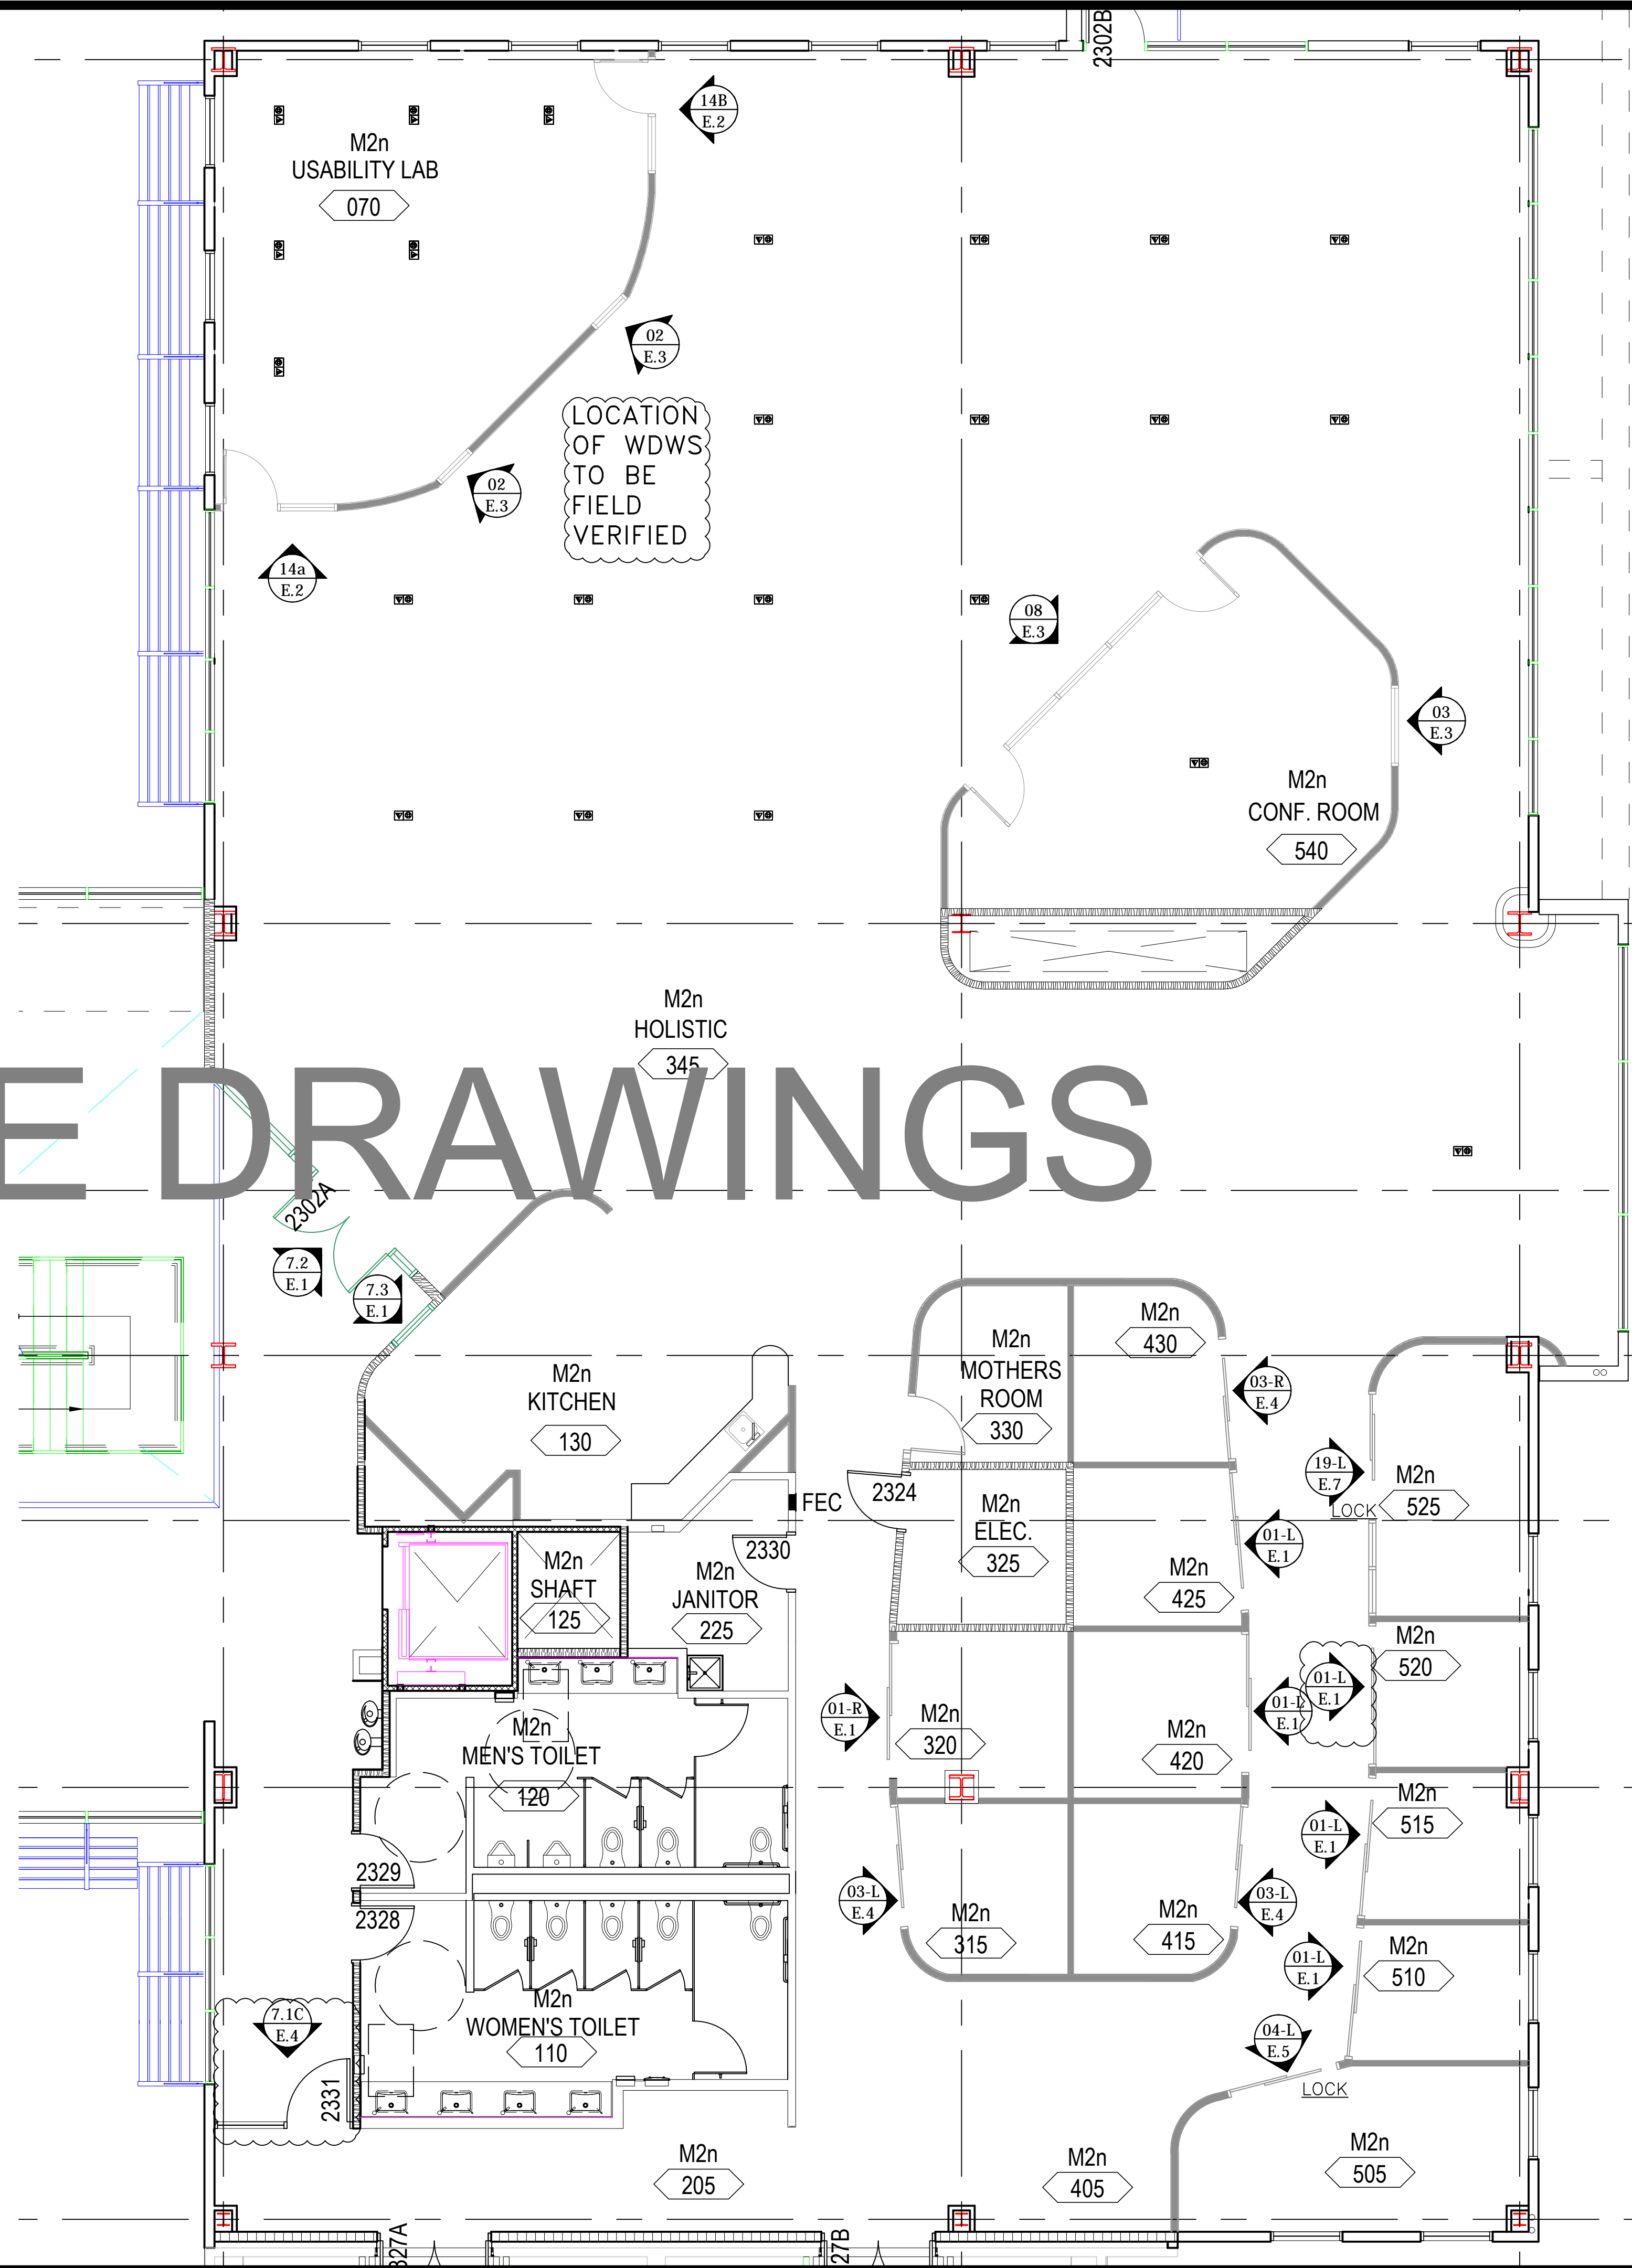 2302B
14B
E.2
M2n
USABILITY LAB
070
02
E.3
LOCATION
OF WDWS
TO BE
FIELD
VERIFIED
02
E.3
14a
E.2
08
E.3
03
E.3
M2n
CONF. ROOM
540
M2n
HOLISTIC
345
E DRAWINGS
2302A
7.2
E.1
7.3
E.1
M2n
430
M2n
MOTHERS
ROOM
330
M2n
KITCHEN
130
03-R
E.4
19-L
E.7
M2n
525
LOCK
FEC
2324
M2n
ELEC.
325
01-L
E.1
2330
M2n
SHAFT
125
M2n
JANITOR
225
M2n
425
M2n
520
01-L
E.1
01-L
E.1
01-R
E.1
M2n
320
M2n
420
M2n
MEN'S TOILET
120
M2n
515
01-L
E.1
2329
2328
03-L
E.4
03-L
E.4
M2n
315
M2n
415
01-L
E.1
M2n
510
M2n
WOMEN'S TOILET
110
7.1C
E.4
04-L
E.5
LOCK
2331
M2n
205
M2n
405
M2n
505
327A
27B